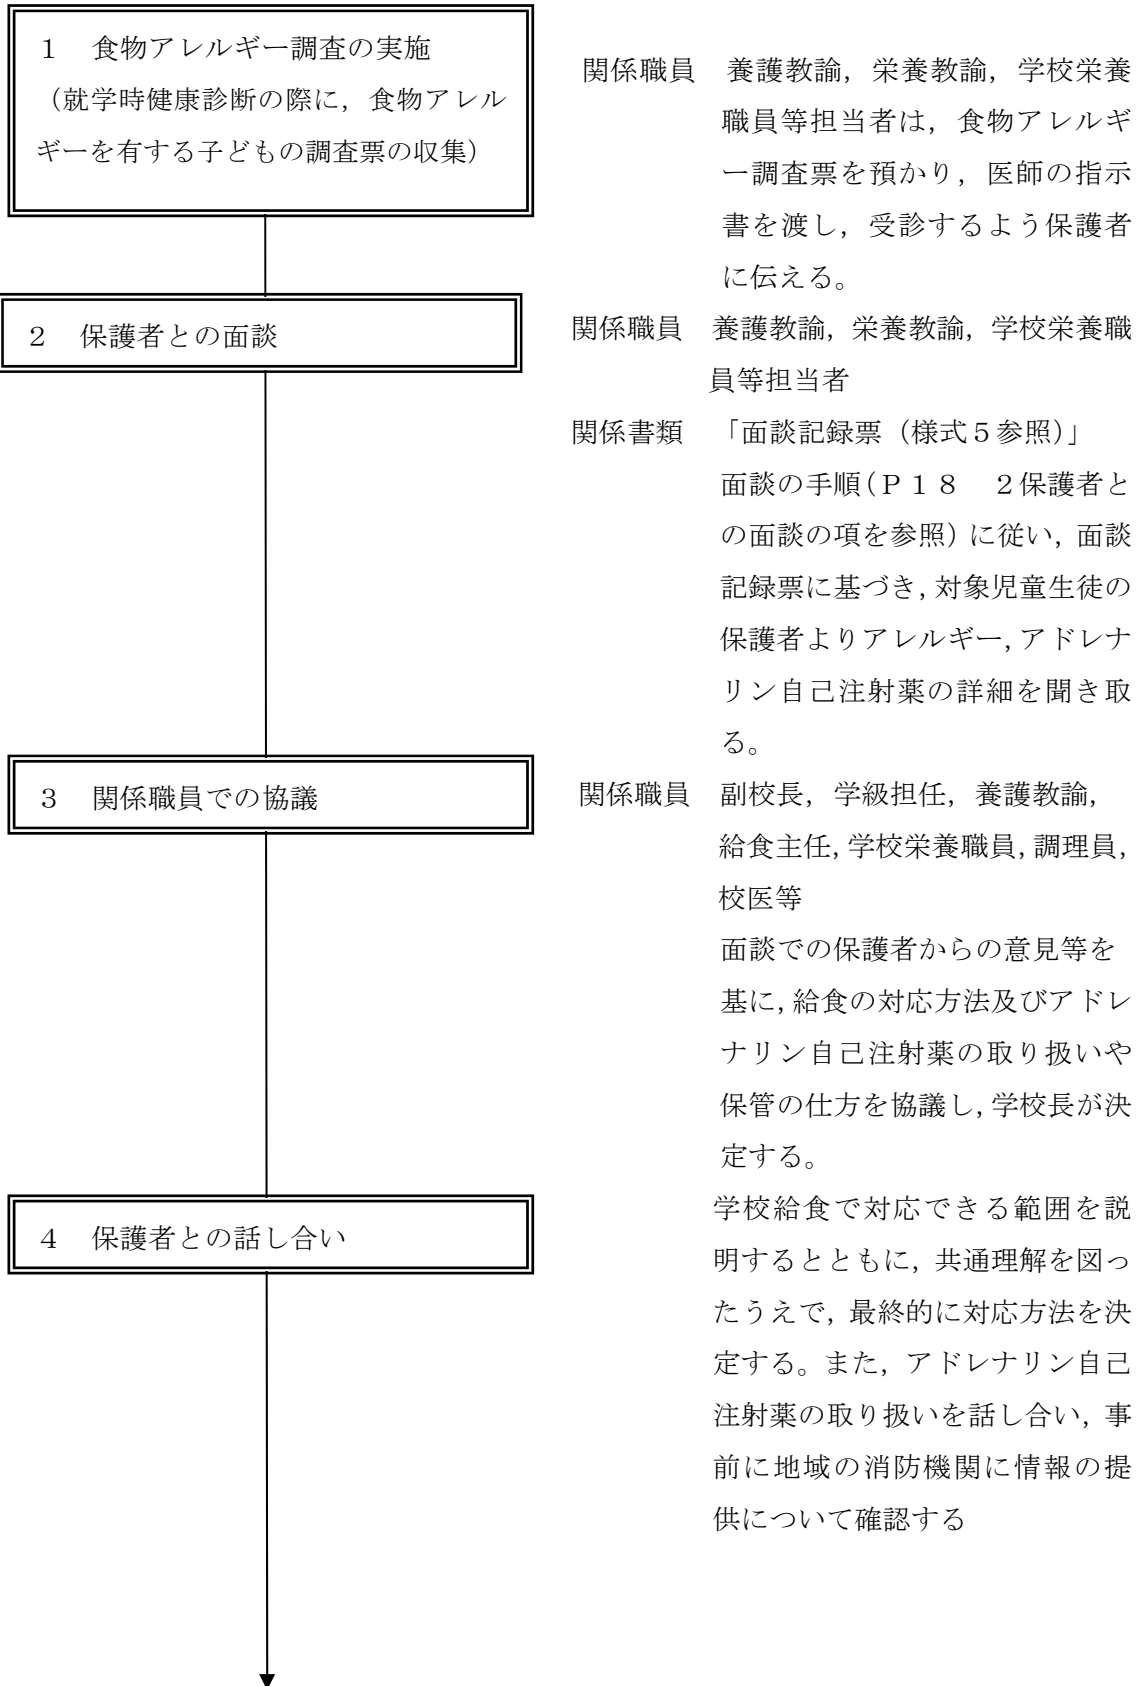 １　食物アレルギー調査の実施
（就学時健康診断の際に，食物アレル
ギーを有する子どもの調査票の収集）
関係職員　養護教諭，栄養教諭，学校栄養
職員等担当者は，食物アレルギ
ー調査票を預かり，医師の指示
書を渡し，受診するよう保護者
に伝える。
２　保護者との面談
関係職員　養護教諭，栄養教諭，学校栄養職
員等担当者
関係書類　「面談記録票（様式５参照）」
面談の手順（Ｐ１８　２保護者と
の面談の項を参照）に従い，面談
記録票に基づき，対象児童生徒の
保護者よりアレルギー，アドレナ
リン自己注射薬の詳細を聞き取
る。
３　関係職員での協議
関係職員　副校長，学級担任，養護教諭，
給食主任，学校栄養職員，調理員，
校医等
面談での保護者からの意見等を
基に，給食の対応方法及びアドレ
ナリン自己注射薬の取り扱いや
保管の仕方を協議し，学校長が決
定する。
４　保護者との話し合い
学校給食で対応できる範囲を説
明するとともに，共通理解を図っ
たうえで，最終的に対応方法を決
定する。また，アドレナリン自己
注射薬の取り扱いを話し合い，事
前に地域の消防機関に情報の提
供について確認する